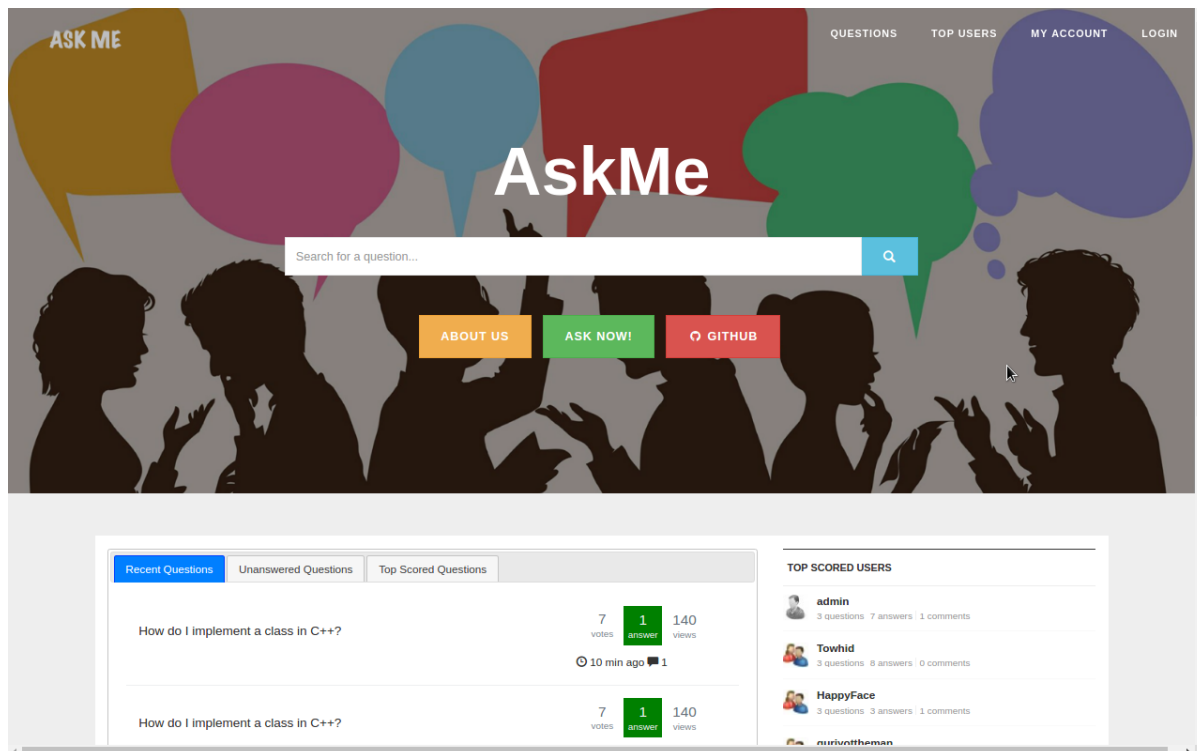 ASK ME
QUESTIONS TOP USERS MY ACCOUNT LOGIN
AskMe
Search for a question...
ABOUT US ASK NOW! GITHUB
Recent Questions Unanswered Questions Top Scored Questions
How do I implement a class in C++?
7 1 140
votes answer views
10 min ago 1
How do I implement a class in C++?
7 1 140
votes answer views
TOP SCORED USERS
admin
3 questions 7 answers 1 comments
Towhid
3 questions 8 answers 0 comments
HappyFace
3 questions 3 answers 1 comments